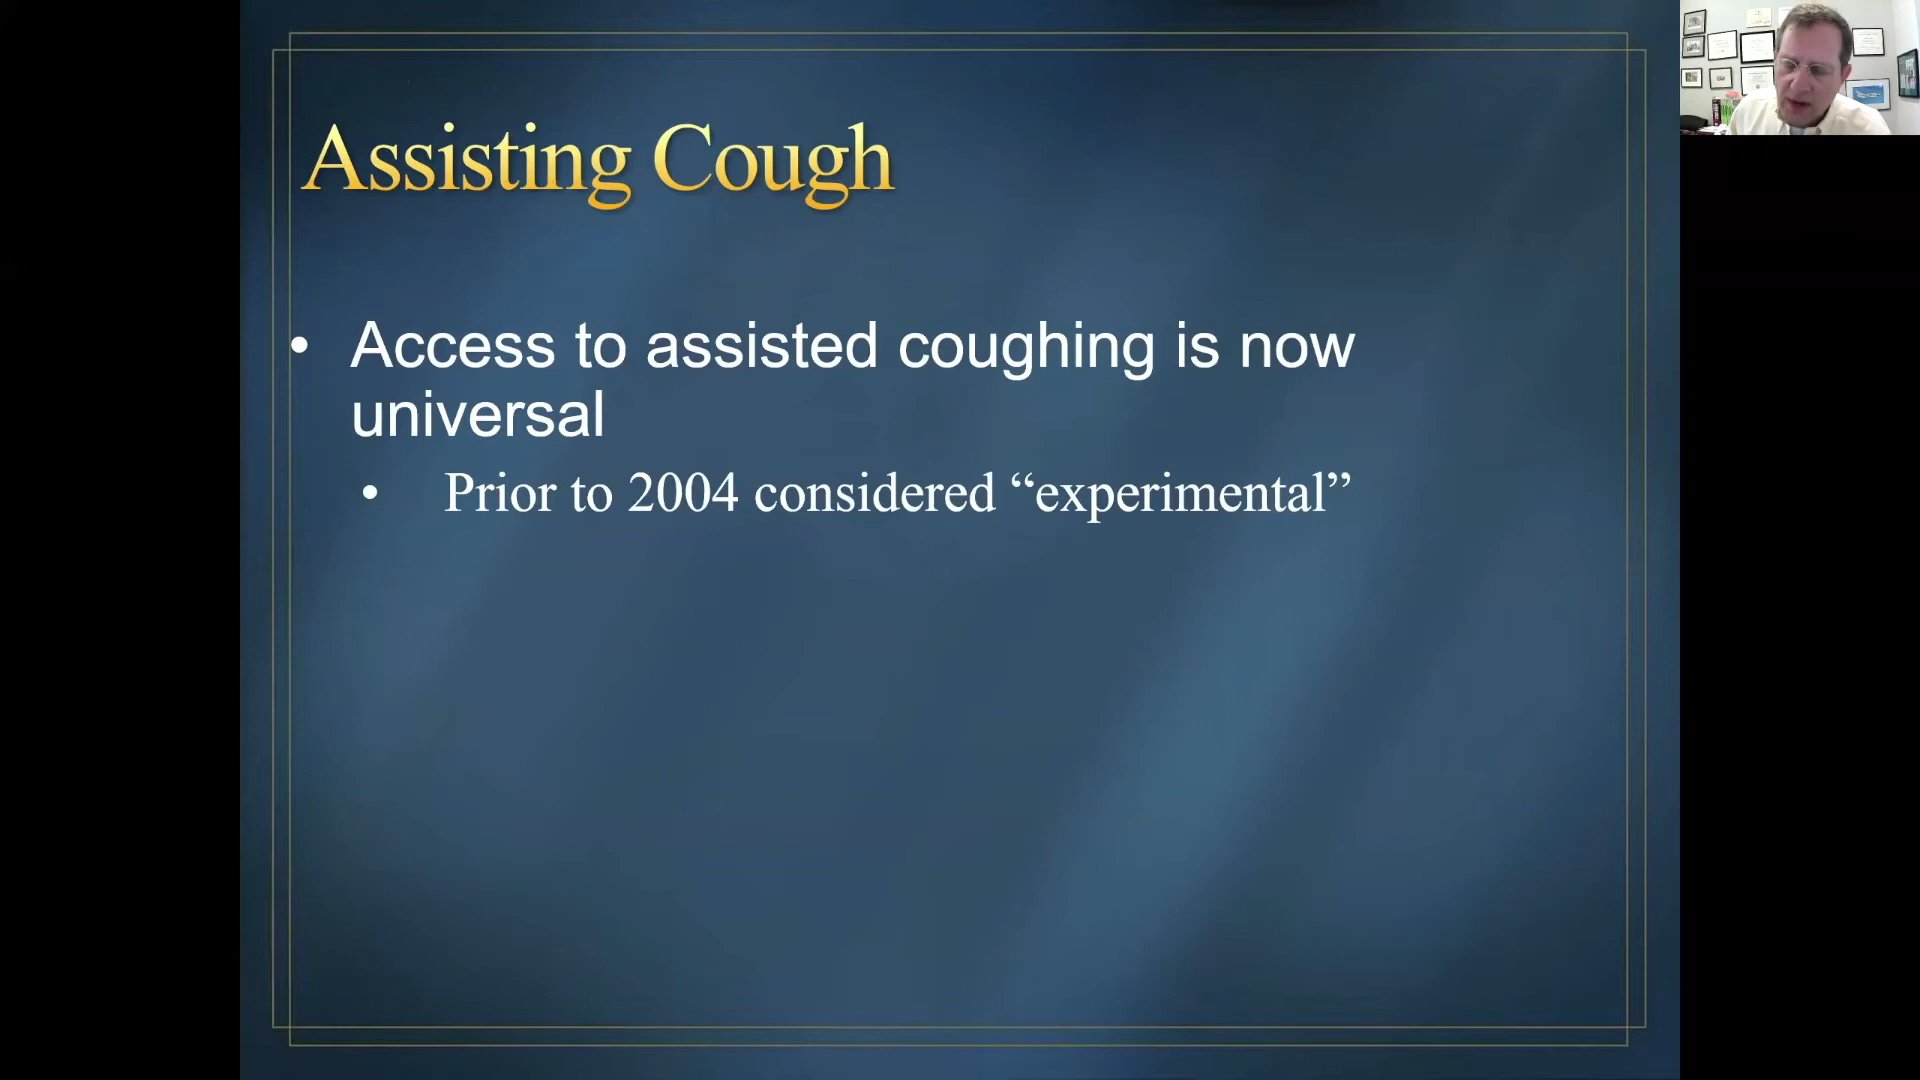 Assisting Cough
• Access to assisted coughing is now
universal
• Prior to 2004 considered “experimental”